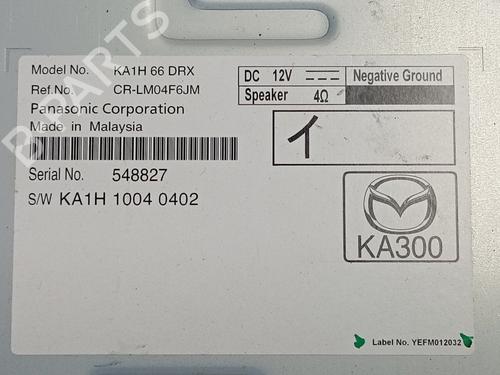 Model No. KA1H 66 DRX
Ref.No. CR-LM04F6JM
Panasonic Corporation
Made in Malaysia
Serial No. 548827
S/W KA1H 1004 0402
DC 12V Negative Ground
Speaker 4Ω
イ
KA300
Label No. YEFM012032
B-PARTS